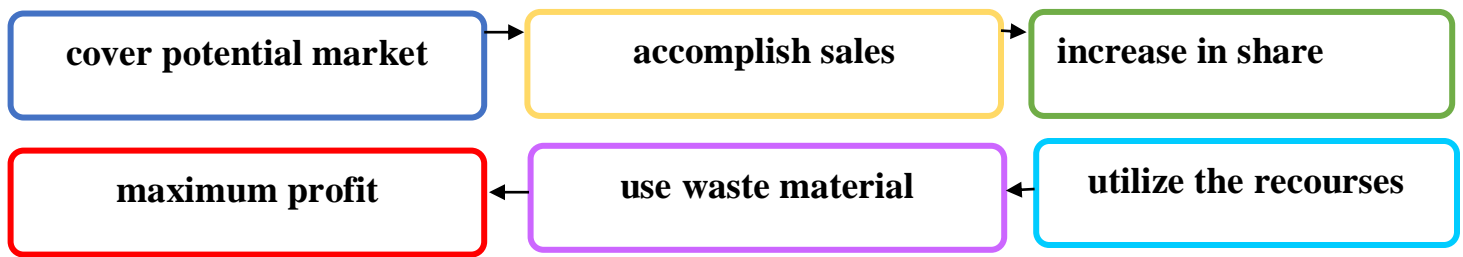 cover potential market
accomplish sales
increase in share
utilize the recourses
use waste material
maximum profit